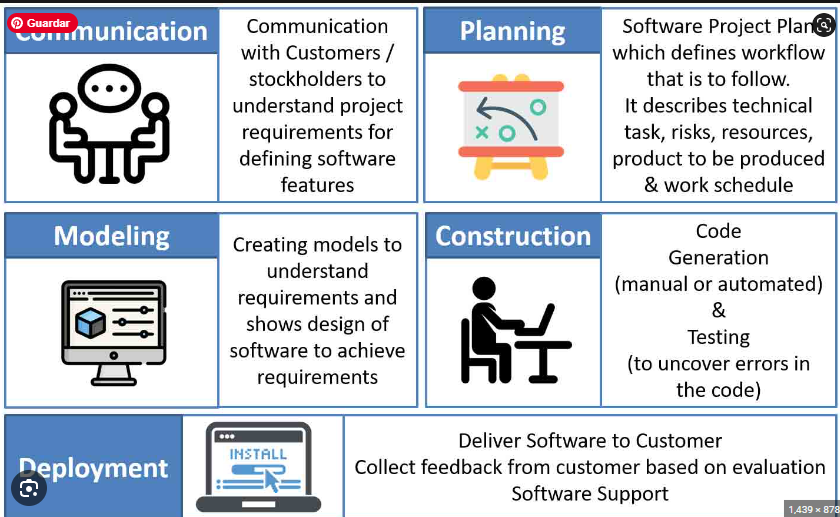 Guardar
Communication
Communication
with Customers /
stockholders to
understand project
requirements for
defining software
features
Planning
Software Project Plan
which defines workflow
that is to follow.
It describes technical
task, risks, resources,
product to be produced
& work schedule
Modeling
Creating models to
understand
requirements and
shows design of
software to achieve
requirements
Construction
Code
Generation
(manual or automated)
&
Testing
(to uncover errors in
the code)
Deployment
INSTALL
Deliver Software to Customer
Collect feedback from customer based on evaluation
Software Support
1,439 ×